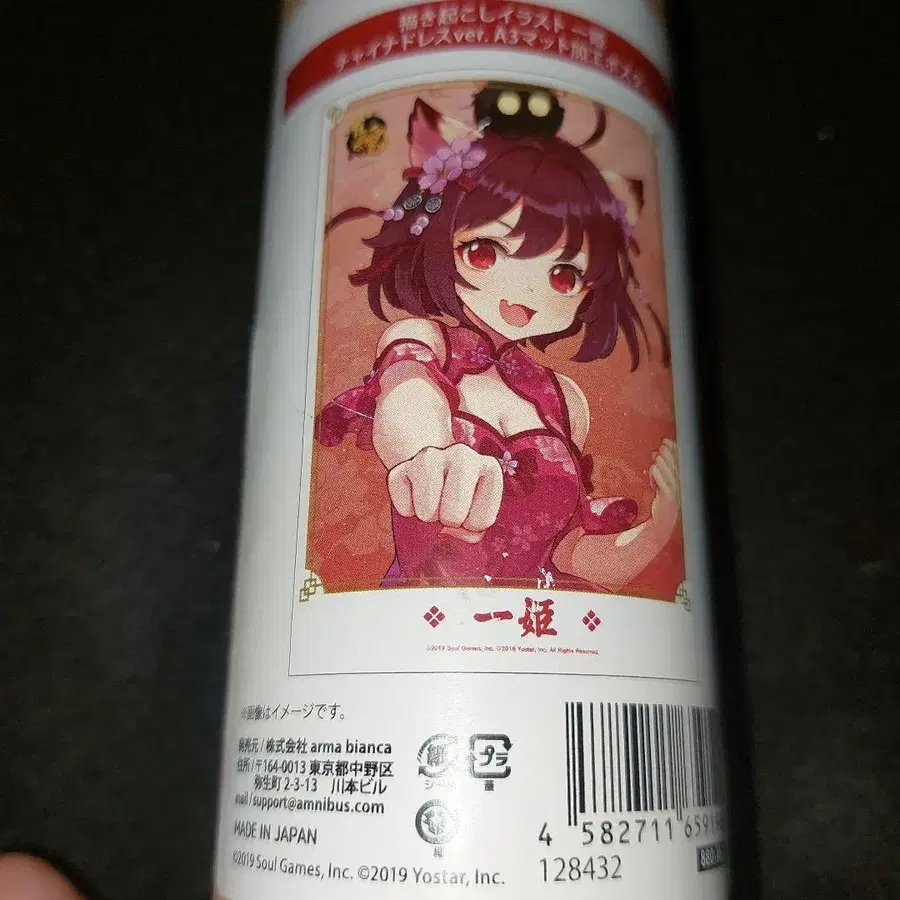 描き起こしイラスト 一姫
チャイナドレスver. A3マット加工ポスター
一姫
©2019 Soul Games, Inc. ©2019 Yostar, Inc. All Rights Reserved.
※画像はイメージです。
発売元/株式会社 arma bianca
住所/〒164-0013 東京都中野区
弥生町 2-3-13 川本ビル
mail/support@amnibus.com
MADE IN JAPAN
©2019 Soul Games, Inc. ©2019 Yostar, Inc.
プラ
4 582711
128432